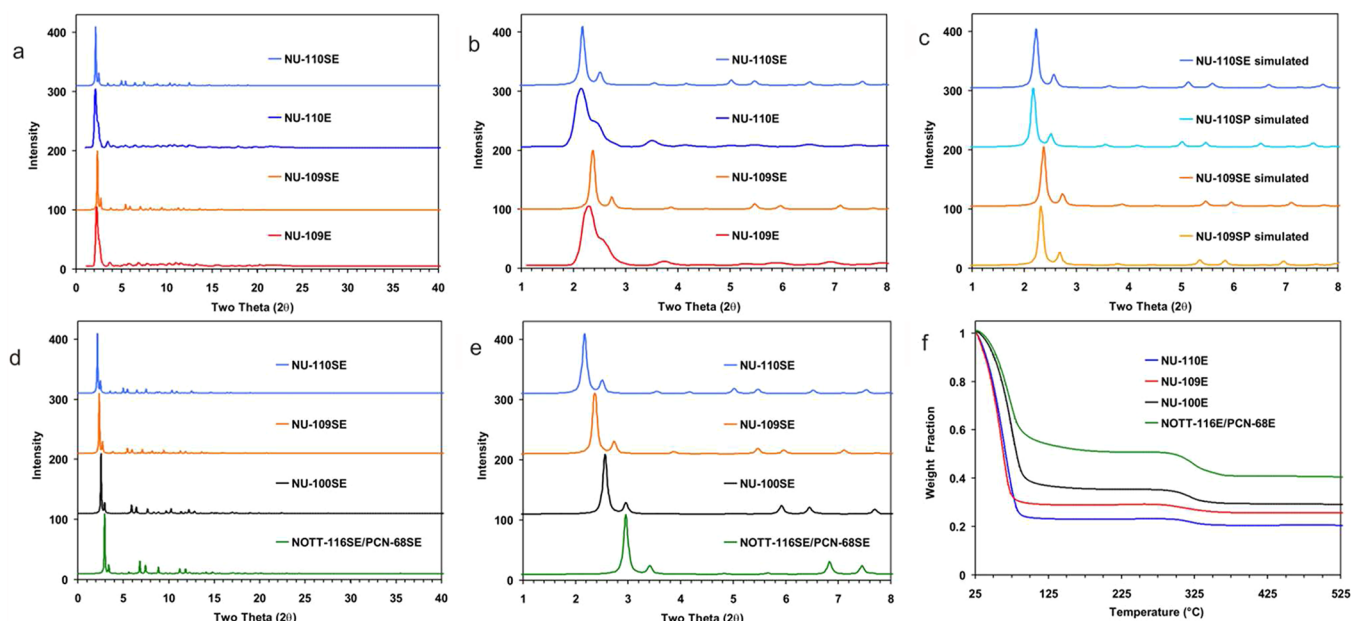 a
400
300
200
100
0
Intensity
NU-110SE
NU-110E
NU-109SE
NU-109E
0 5 10 15 20 25 30 35 40
Two Theta (2θ)
b
400
300
200
100
0
Intensity
NU-110SE
NU-110E
NU-109SE
NU-109E
1 2 3 4 5 6 7 8
Two Theta (2θ)
c
400
300
200
100
0
Intensity
NU-110SE simulated
NU-110SP simulated
NU-109SE simulated
NU-109SP simulated
1 2 3 4 5 6 7 8
Two Theta (2θ)
d
400
300
200
100
0
Intensity
NU-110SE
NU-109SE
NU-100SE
NOTT-116SE/PCN-68SE
0 5 10 15 20 25 30 35 40
Two Theta (2θ)
e
400
300
200
100
0
Intensity
NU-110SE
NU-109SE
NU-100SE
NOTT-116SE/PCN-68SE
1 2 3 4 5 6 7 8
Two Theta (2θ)
f
1
0.8
0.6
0.4
0.2
0
Weight Fraction
NU-110E
NU-109E
NU-100E
NOTT-116E/PCN-68E
25 125 225 325 425 525
Temperature (°C)